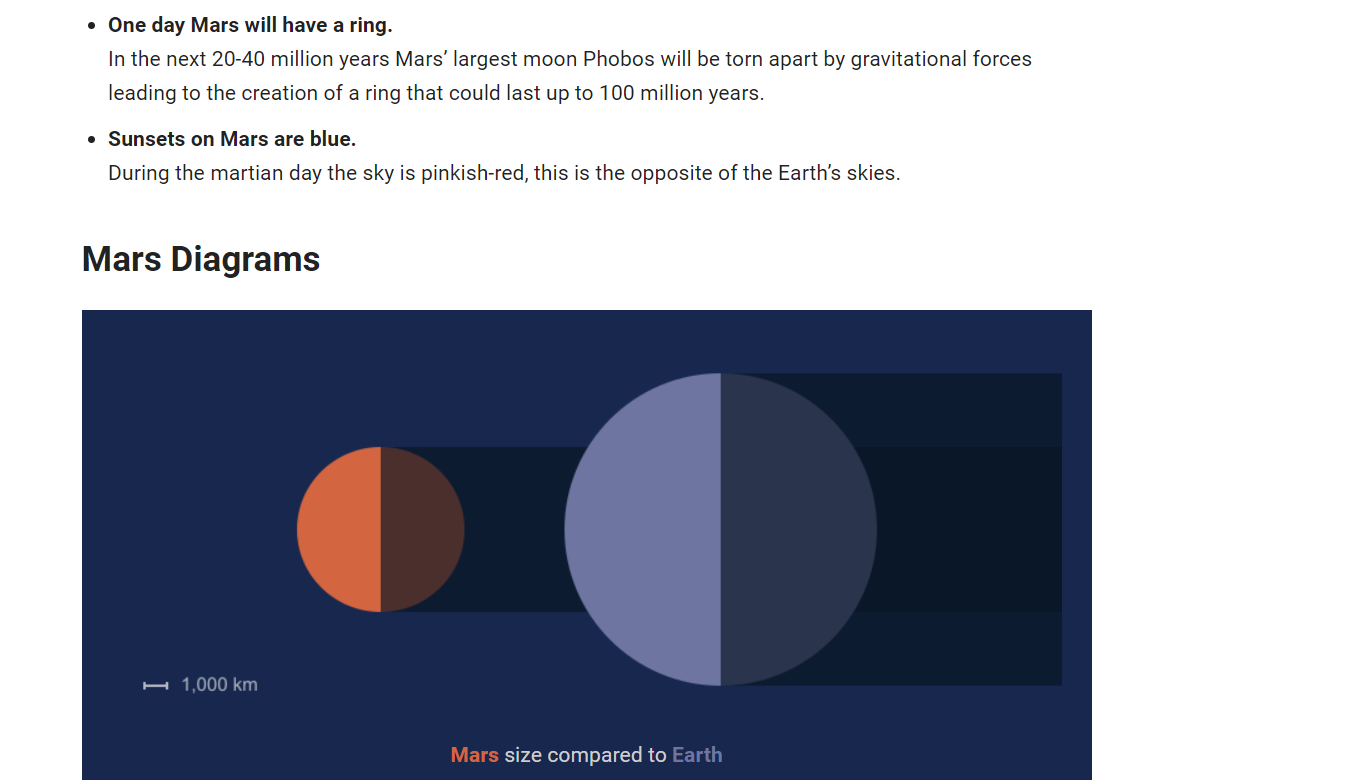 One day Mars will have a ring.
In the next 20-40 million years Mars’ largest moon Phobos will be torn apart by gravitational forces
leading to the creation of a ring that could last up to 100 million years.
Sunsets on Mars are blue.
During the martian day the sky is pinkish-red, this is the opposite of the Earth’s skies.
Mars Diagrams
1,000 km
Mars size compared to Earth